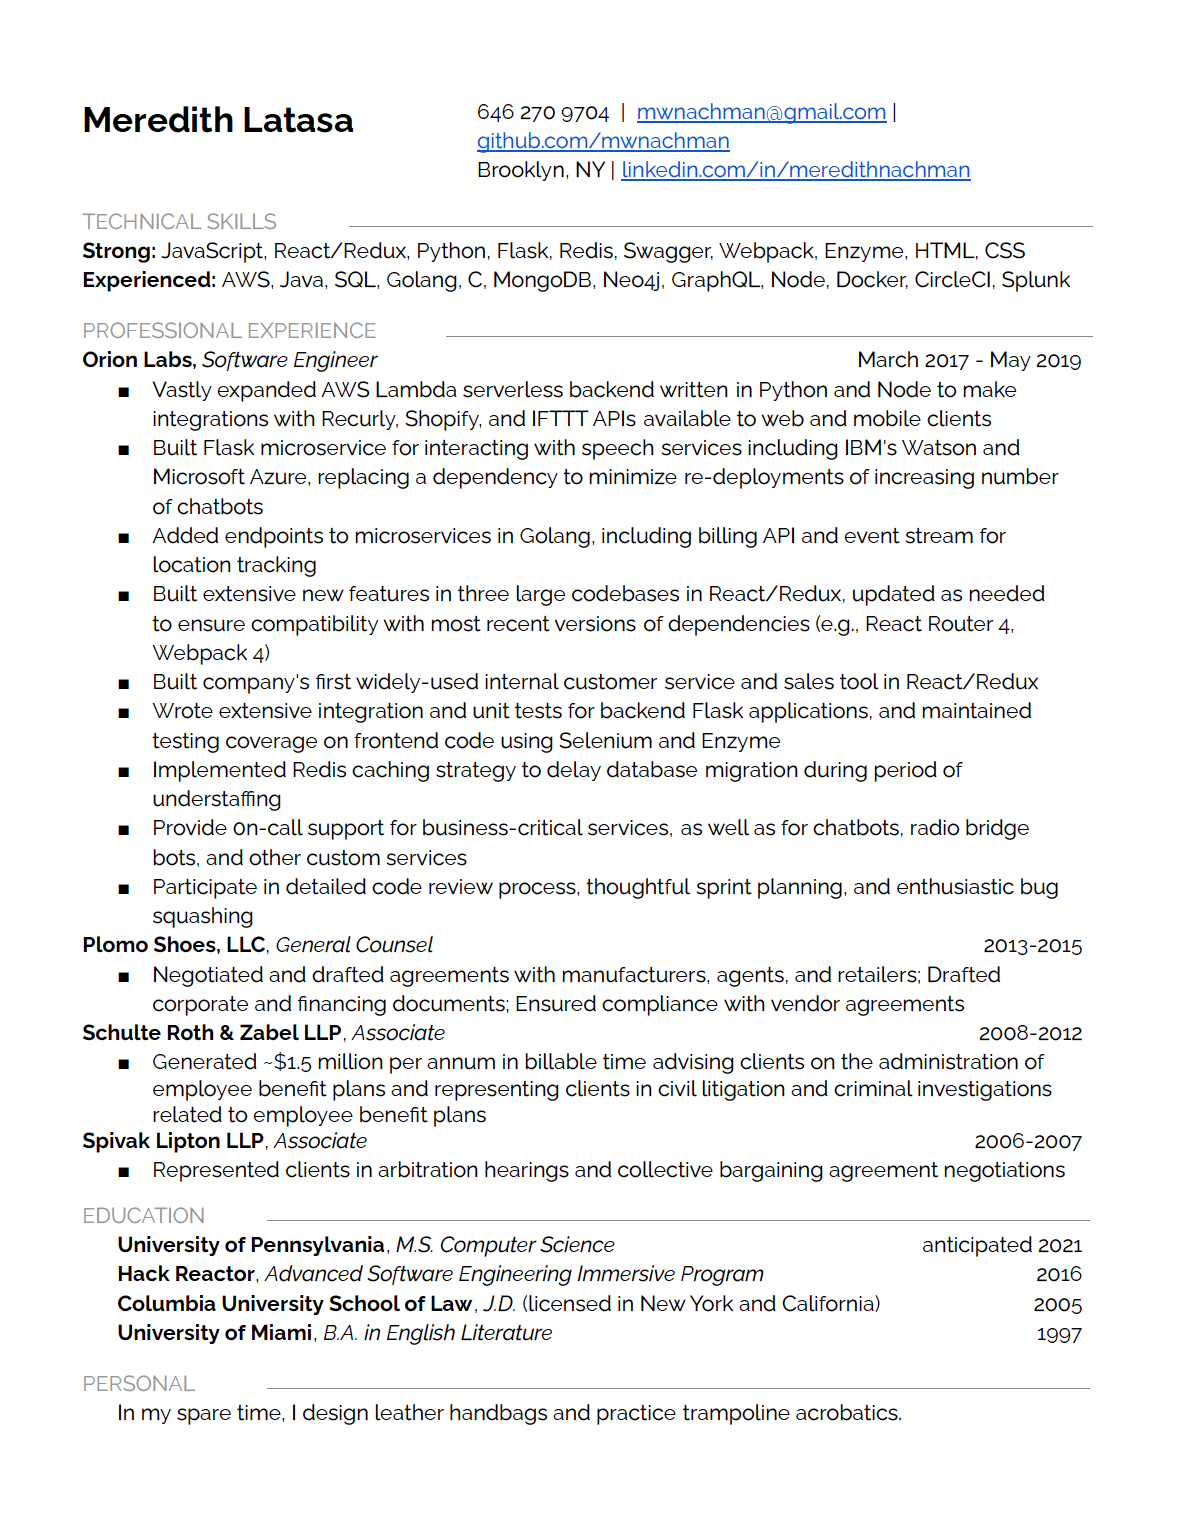 Meredith Latasa
646 270 9704 | mwnachman@gmail.com |
github.com/mwnachman
Brooklyn, NY | linkedin.com/in/meredithnachman
TECHNICAL SKILLS
Strong: JavaScript, React/Redux, Python, Flask, Redis, Swagger, Webpack, Enzyme, HTML, CSS
Experienced: AWS, Java, SQL, Golang, C, MongoDB, Neo4j, GraphQL, Node, Docker, CircleCI, Splunk
PROFESSIONAL EXPERIENCE
Orion Labs, Software Engineer March 2017 - May 2019
■ Vastly expanded AWS Lambda serverless backend written in Python and Node to make
integrations with Recurly, Shopify, and IFTTT APIs available to web and mobile clients
■ Built Flask microservice for interacting with speech services including IBM's Watson and
Microsoft Azure, replacing a dependency to minimize re-deployments of increasing number
of chatbots
■ Added endpoints to microservices in Golang, including billing API and event stream for
location tracking
■ Built extensive new features in three large codebases in React/Redux, updated as needed
to ensure compatibility with most recent versions of dependencies (e.g., React Router 4,
Webpack 4)
■ Built company's first widely-used internal customer service and sales tool in React/Redux
■ Wrote extensive integration and unit tests for backend Flask applications, and maintained
testing coverage on frontend code using Selenium and Enzyme
■ Implemented Redis caching strategy to delay database migration during period of
understaffing
■ Provide on-call support for business-critical services, as well as for chatbots, radio bridge
bots, and other custom services
■ Participate in detailed code review process, thoughtful sprint planning, and enthusiastic bug
squashing
Plomo Shoes, LLC, General Counsel 2013-2015
■ Negotiated and drafted agreements with manufacturers, agents, and retailers; Drafted
corporate and financing documents; Ensured compliance with vendor agreements
Schulte Roth & Zabel LLP, Associate 2008-2012
■ Generated ~$1.5 million per annum in billable time advising clients on the administration of
employee benefit plans and representing clients in civil litigation and criminal investigations
related to employee benefit plans
Spivak Lipton LLP, Associate 2006-2007
■ Represented clients in arbitration hearings and collective bargaining agreement negotiations
EDUCATION
University of Pennsylvania, M.S. Computer Science anticipated 2021
Hack Reactor, Advanced Software Engineering Immersive Program 2016
Columbia University School of Law, J.D. (licensed in New York and California) 2005
University of Miami, B.A. in English Literature 1997
PERSONAL
In my spare time, I design leather handbags and practice trampoline acrobatics.